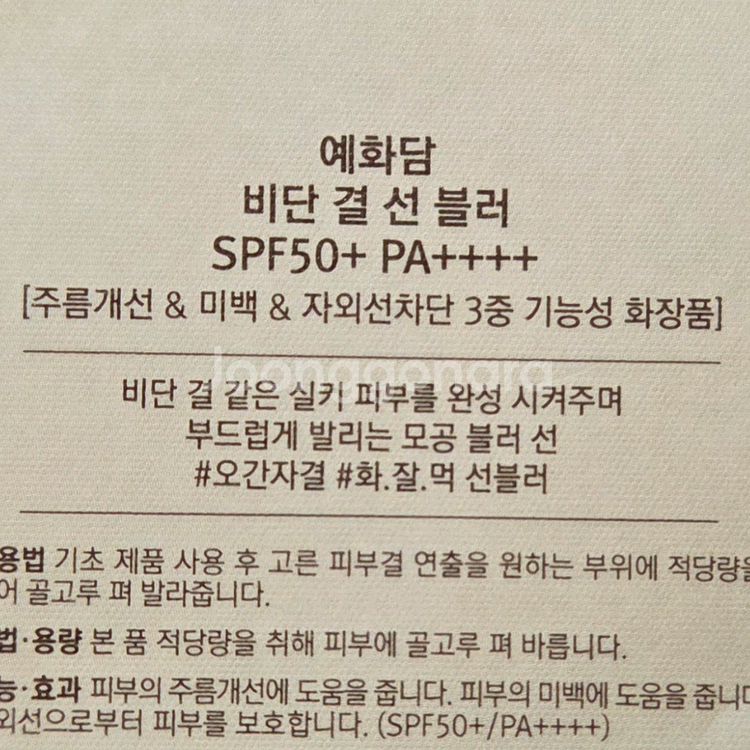 예화담
비단 결 선 블러
SPF50+ PA++++
[주름개선 & 미백 & 자외선차단 3중 기능성 화장품]
joonggonara
비단 결 같은 실키 피부를 완성 시켜주며
부드럽게 발리는 모공 블러 선
#오간자결 #화.잘.먹 선블러
용법 기초 제품 사용 후 고른 피부결 연출을 원하는 부위에 적당량을
어 골고루 펴 발라줍니다.
법·용량 본 품 적당량을 취해 피부에 골고루 펴 바릅니다.
능·효과 피부의 주름개선에 도움을 줍니다. 피부의 미백에 도움을 줍니다
외선으로부터 피부를 보호합니다. (SPF50+/PA++++)